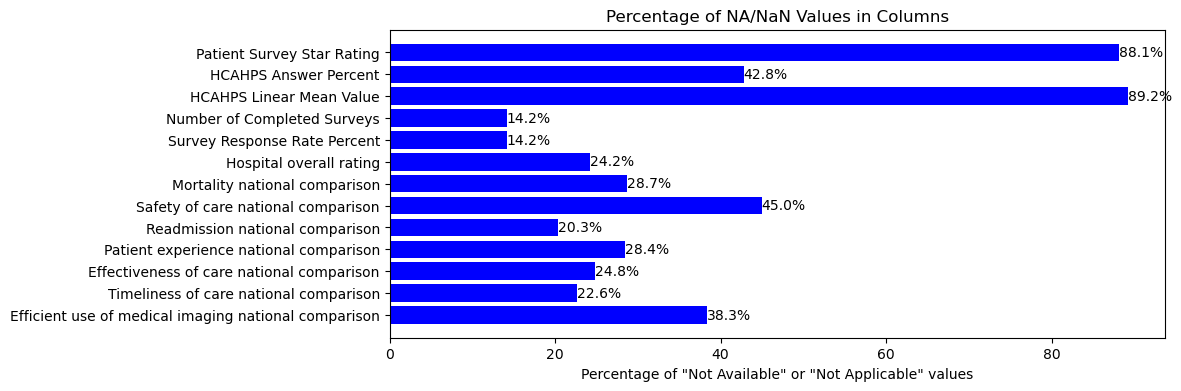 Percentage of NA/NaN Values in Columns
Patient Survey Star Rating 88.1%
HCAHPS Answer Percent 42.8%
HCAHPS Linear Mean Value 89.2%
Number of Completed Surveys 14.2%
Survey Response Rate Percent 14.2%
Hospital overall rating 24.2%
Mortality national comparison 28.7%
Safety of care national comparison 45.0%
Readmission national comparison 20.3%
Patient experience national comparison 28.4%
Effectiveness of care national comparison 24.8%
Timeliness of care national comparison 22.6%
Efficient use of medical imaging national comparison 38.3%
0 20 40 60 80
Percentage of "Not Available" or "Not Applicable" values